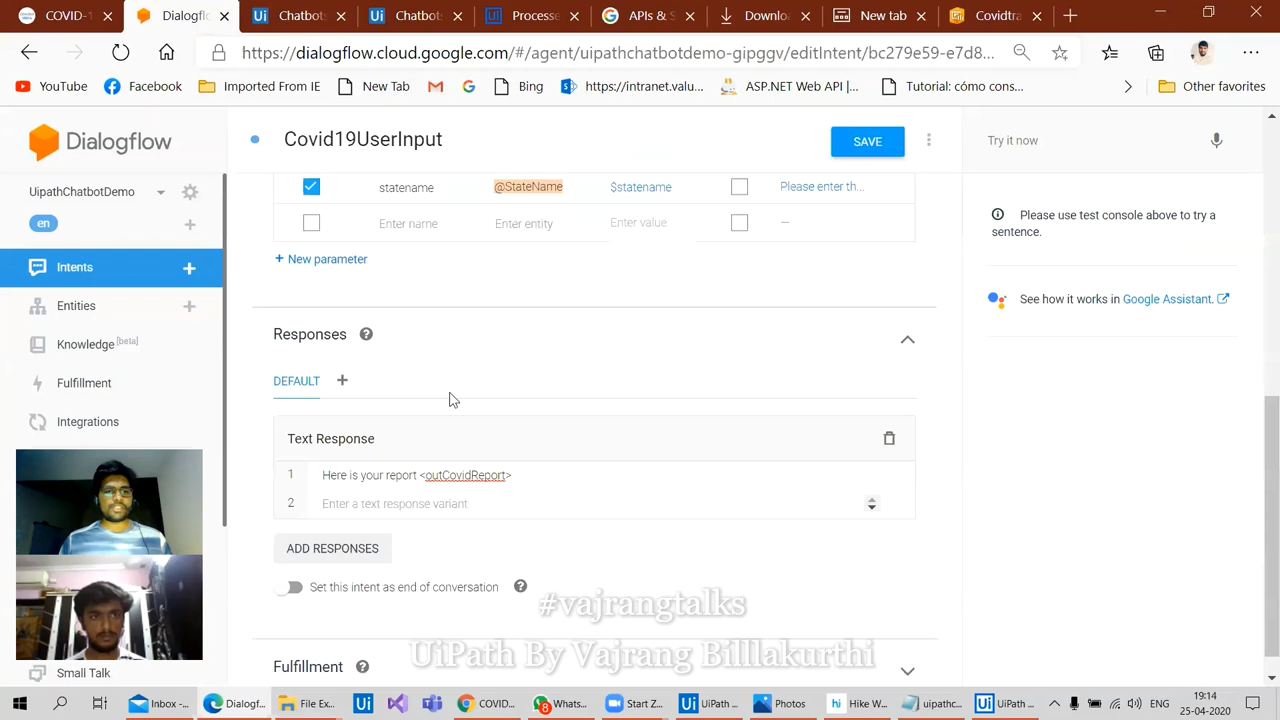 COVID-1
Dialogfl
Chatbots
Chatbots
Processe
APIs & S
Downlo
New tab
Covidtra
https://dialogflow.cloud.google.com/#/agent/uipathchatbotdemo-gipggv/editIntent/bc279e59-e7d8...
YouTube
Facebook
Imported From IE
New Tab
Bing
https://intranet.valu...
ASP.NET Web API |...
Tutorial: cómo cons...
Other favorites
Dialogflow
Covid19UserInput
SAVE
Try it now
UipathChatbotDemo
en
statename
@StateName
$statename
Please enter th...
Enter name
Enter entity
Enter value
—
+ New parameter
Please use test console above to try a
sentence.
Intents
Entities
Knowledge [beta]
Fulfillment
Integrations
Small Talk
See how it works in Google Assistant.
Responses
DEFAULT
Text Response
1 Here is your report <outCovidReport>
2 Enter a text response variant
ADD RESPONSES
Set this intent as end of conversation
#vajrangtalks
UiPath By Vajrang Billlakurthi
Fulfillment
Inbox -...
Dialogf...
File Ex...
COVID...
Whats...
Start Z...
UiPath ...
Photos
Hike W...
uipathc...
UiPath ...
ENG
19:14
25-04-2020